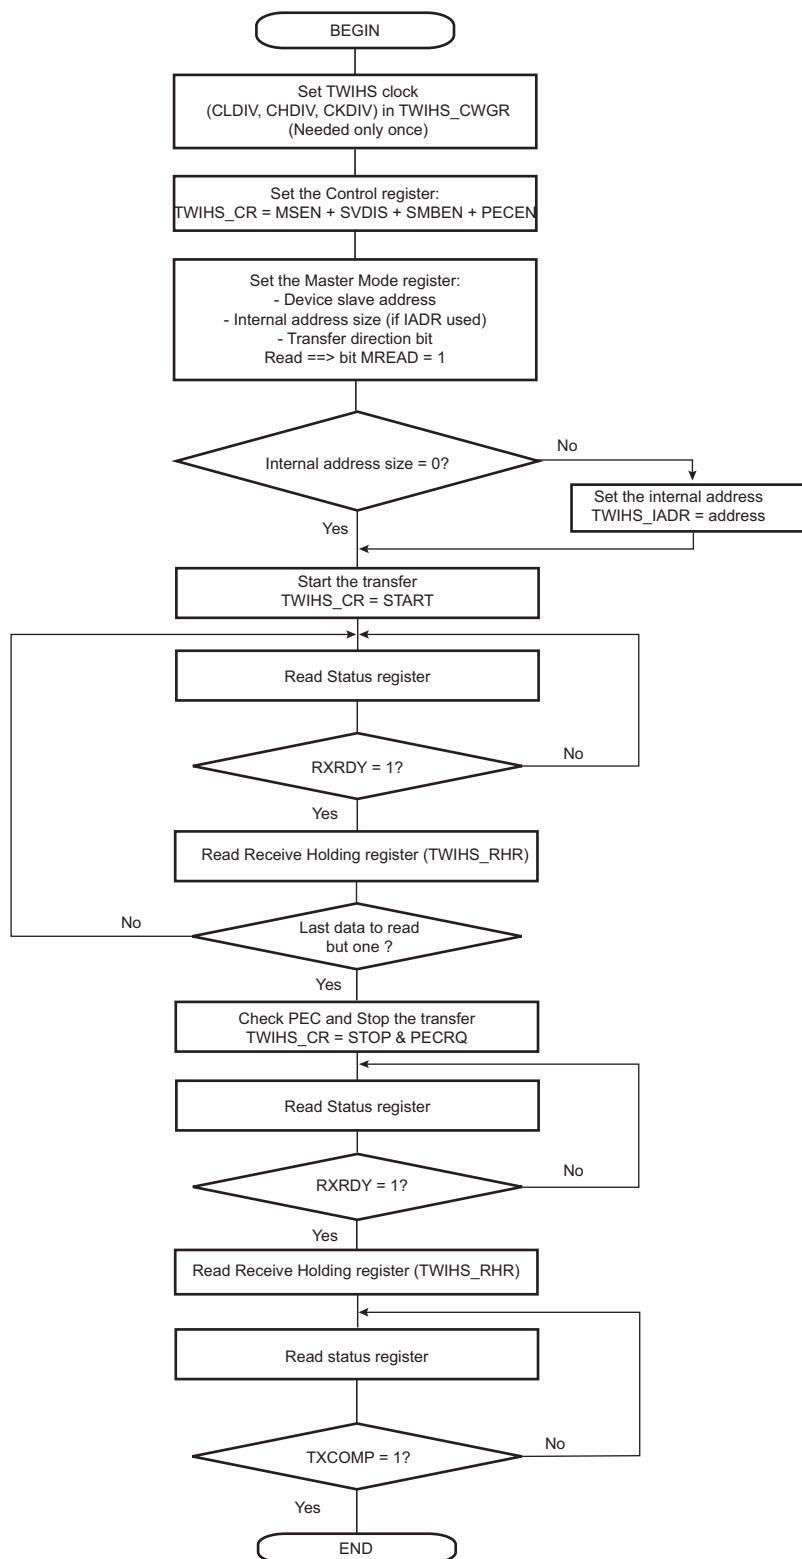 BEGIN
Set TWIHS clock
(CLDIV, CHDIV, CKDIV) in TWIHS_CWGR
(Needed only once)
Set the Control register:
TWIHS_CR = MSEN + SVDIS + SMBEN + PECEN
Set the Master Mode register:
- Device slave address
- Internal address size (if IADR used)
- Transfer direction bit
Read ==> bit MREAD = 1
Internal address size = 0?
No
Set the internal address
TWIHS_IADR = address
Yes
Start the transfer
TWIHS_CR = START
Read Status register
RXRDY = 1?
No
Yes
Read Receive Holding register (TWIHS_RHR)
Last data to read
but one ?
No
Yes
Check PEC and Stop the transfer
TWIHS_CR = STOP & PECRQ
Read Status register
RXRDY = 1?
No
Yes
Read Receive Holding register (TWIHS_RHR)
Read status register
TXCOMP = 1?
No
Yes
END